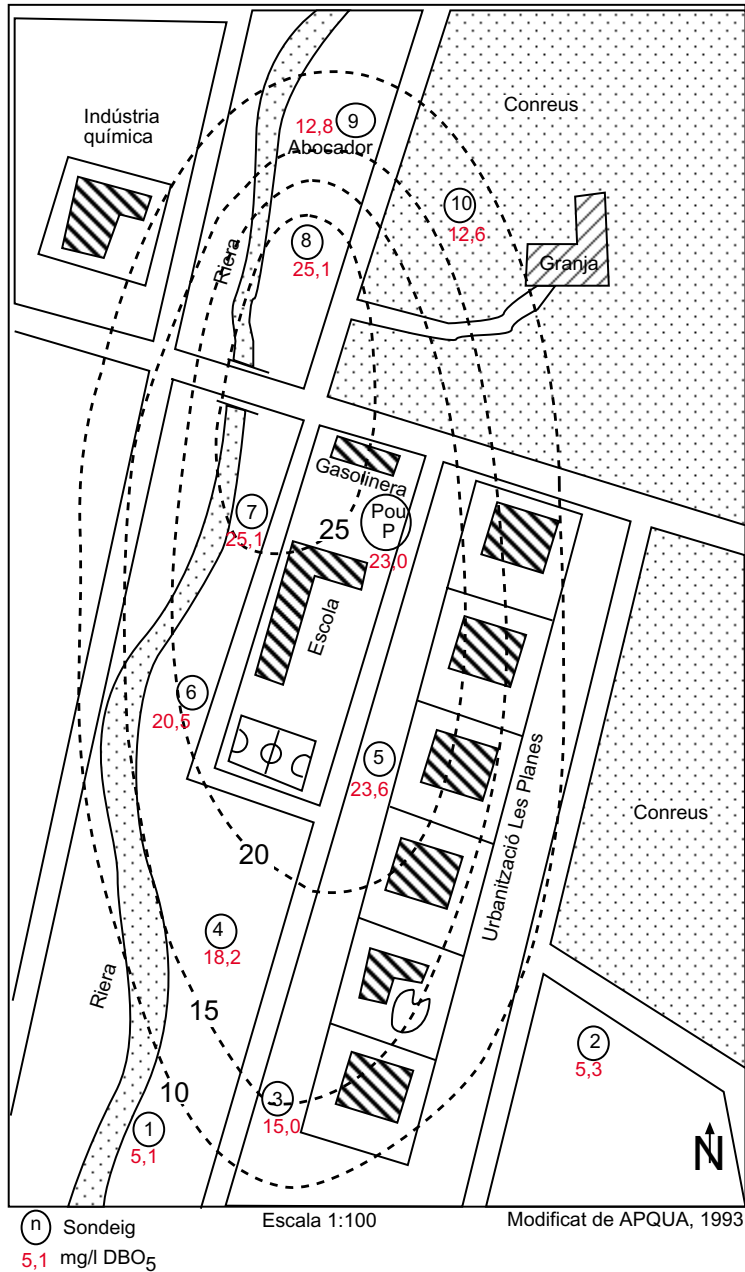 Indústria
química
12,8
9
Abocador
Conreus
10
12,6
8
25,1
Riera
Granja
Gasolinera
Pou
P
23,0
7
25,1
25
Escola
6
20,5
5
23,6
20
Urbanització Les Planes
Conreus
4
18,2
Riera
15
2
5,3
10
3
15,0
1
5,1
N
n Sondeig
Escala 1:100
Modificat de APQUA, 1993
5,1 mg/l DBO5